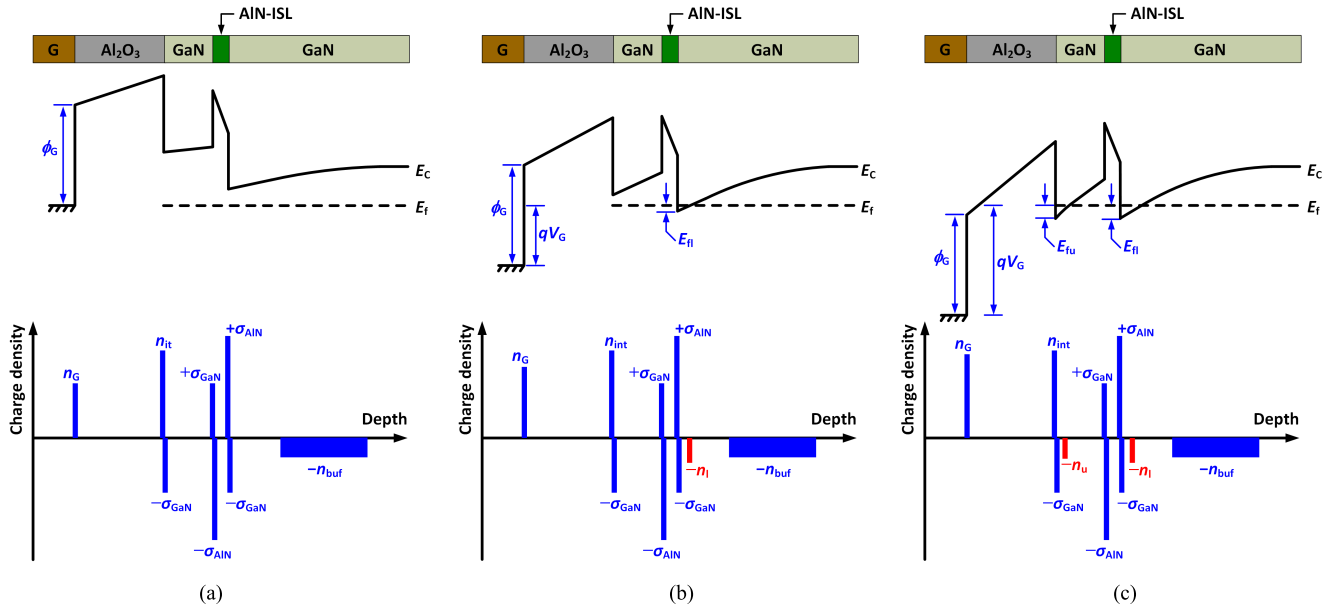 AlN-ISL
G Al₂O₃ GaN GaN
ϕG
EC
Ef
Charge density
nG
nit
+σGaN
+σAlN
Depth
−σGaN
−σAlN
−σGaN
−nbuf
(a)
AlN-ISL
G Al₂O₃ GaN GaN
ϕG
qVG
EC
Ef
Efl
Charge density
nG
nint
+σGaN
+σAlN
Depth
−nl
−σGaN
−σAlN
−σGaN
−nbuf
(b)
AlN-ISL
G Al₂O₃ GaN GaN
EC
Ef
Efu
Efl
ϕG
qVG
Charge density
nG
nint
+σGaN
+σAlN
Depth
−nu
−nl
−σGaN
−σAlN
−σGaN
−nbuf
(c)